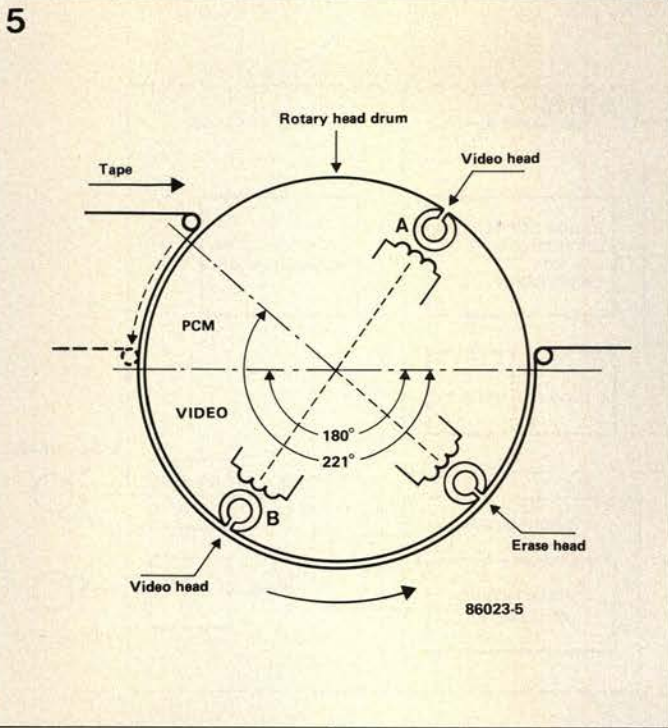 5
Rotary head drum
Tape
Video head
A
PCM
VIDEO
180°
221°
B
Erase head
Video head
86023-5